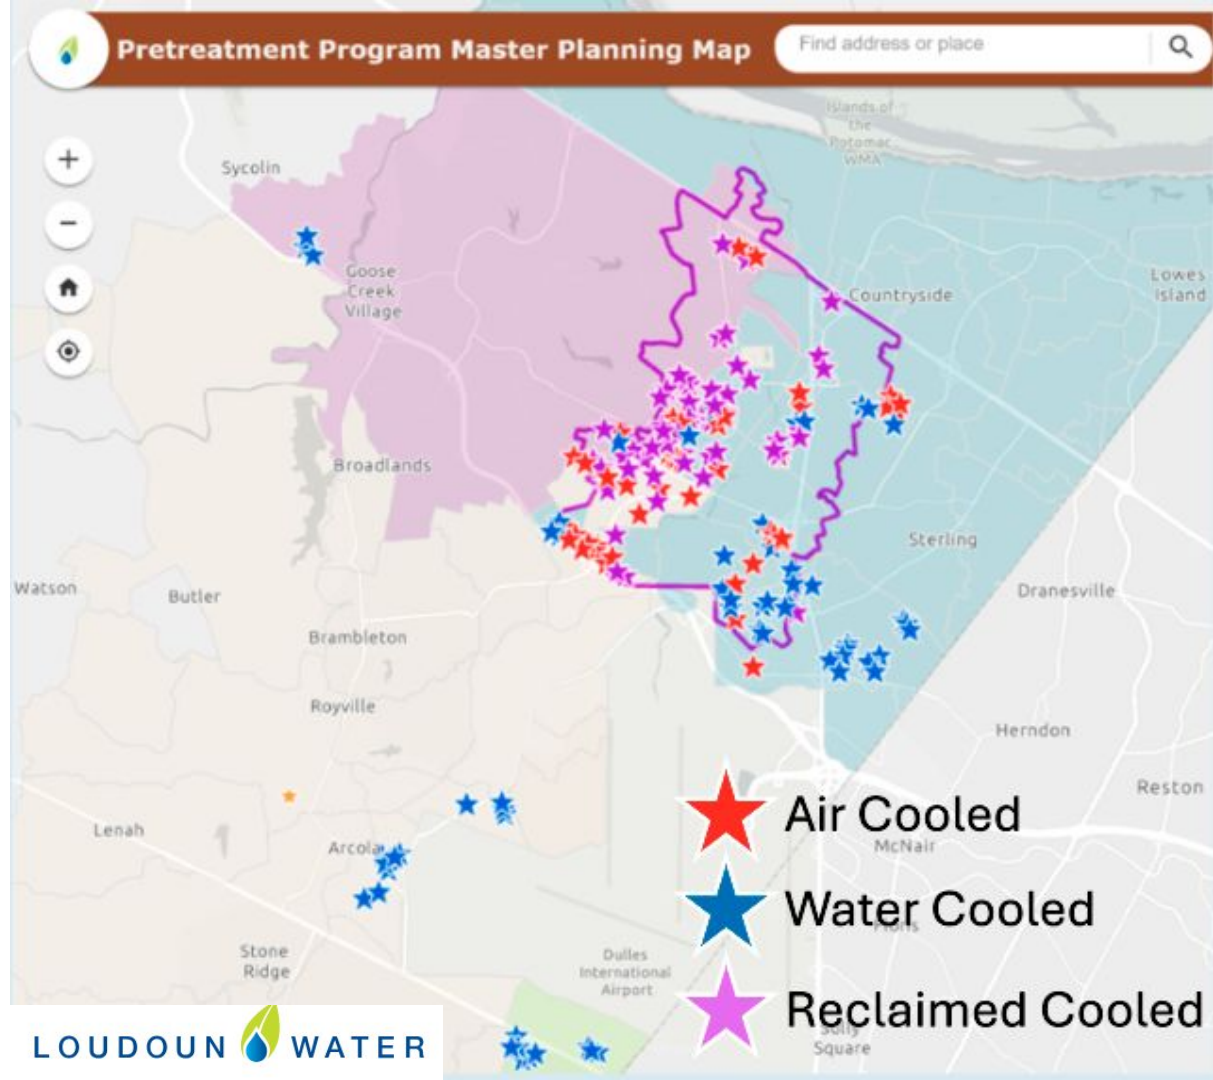 Pretreatment Program Master Planning Map
Find address or place
Islands of
the
Potomac
WMA
Sycolin
+
−
Goose
Creek
Village
Lowes
Island
Countryside
Broadlands
Sterling
Watson
Butler
Dranesville
Brambleton
Royville
Herndon
Reston
Lenah
Arcola
Air Cooled
McNair
Water Cooled
Stone
Ridge
Dulles
International
Airport
Reclaimed Cooled
Square
LOUDOUN WATER